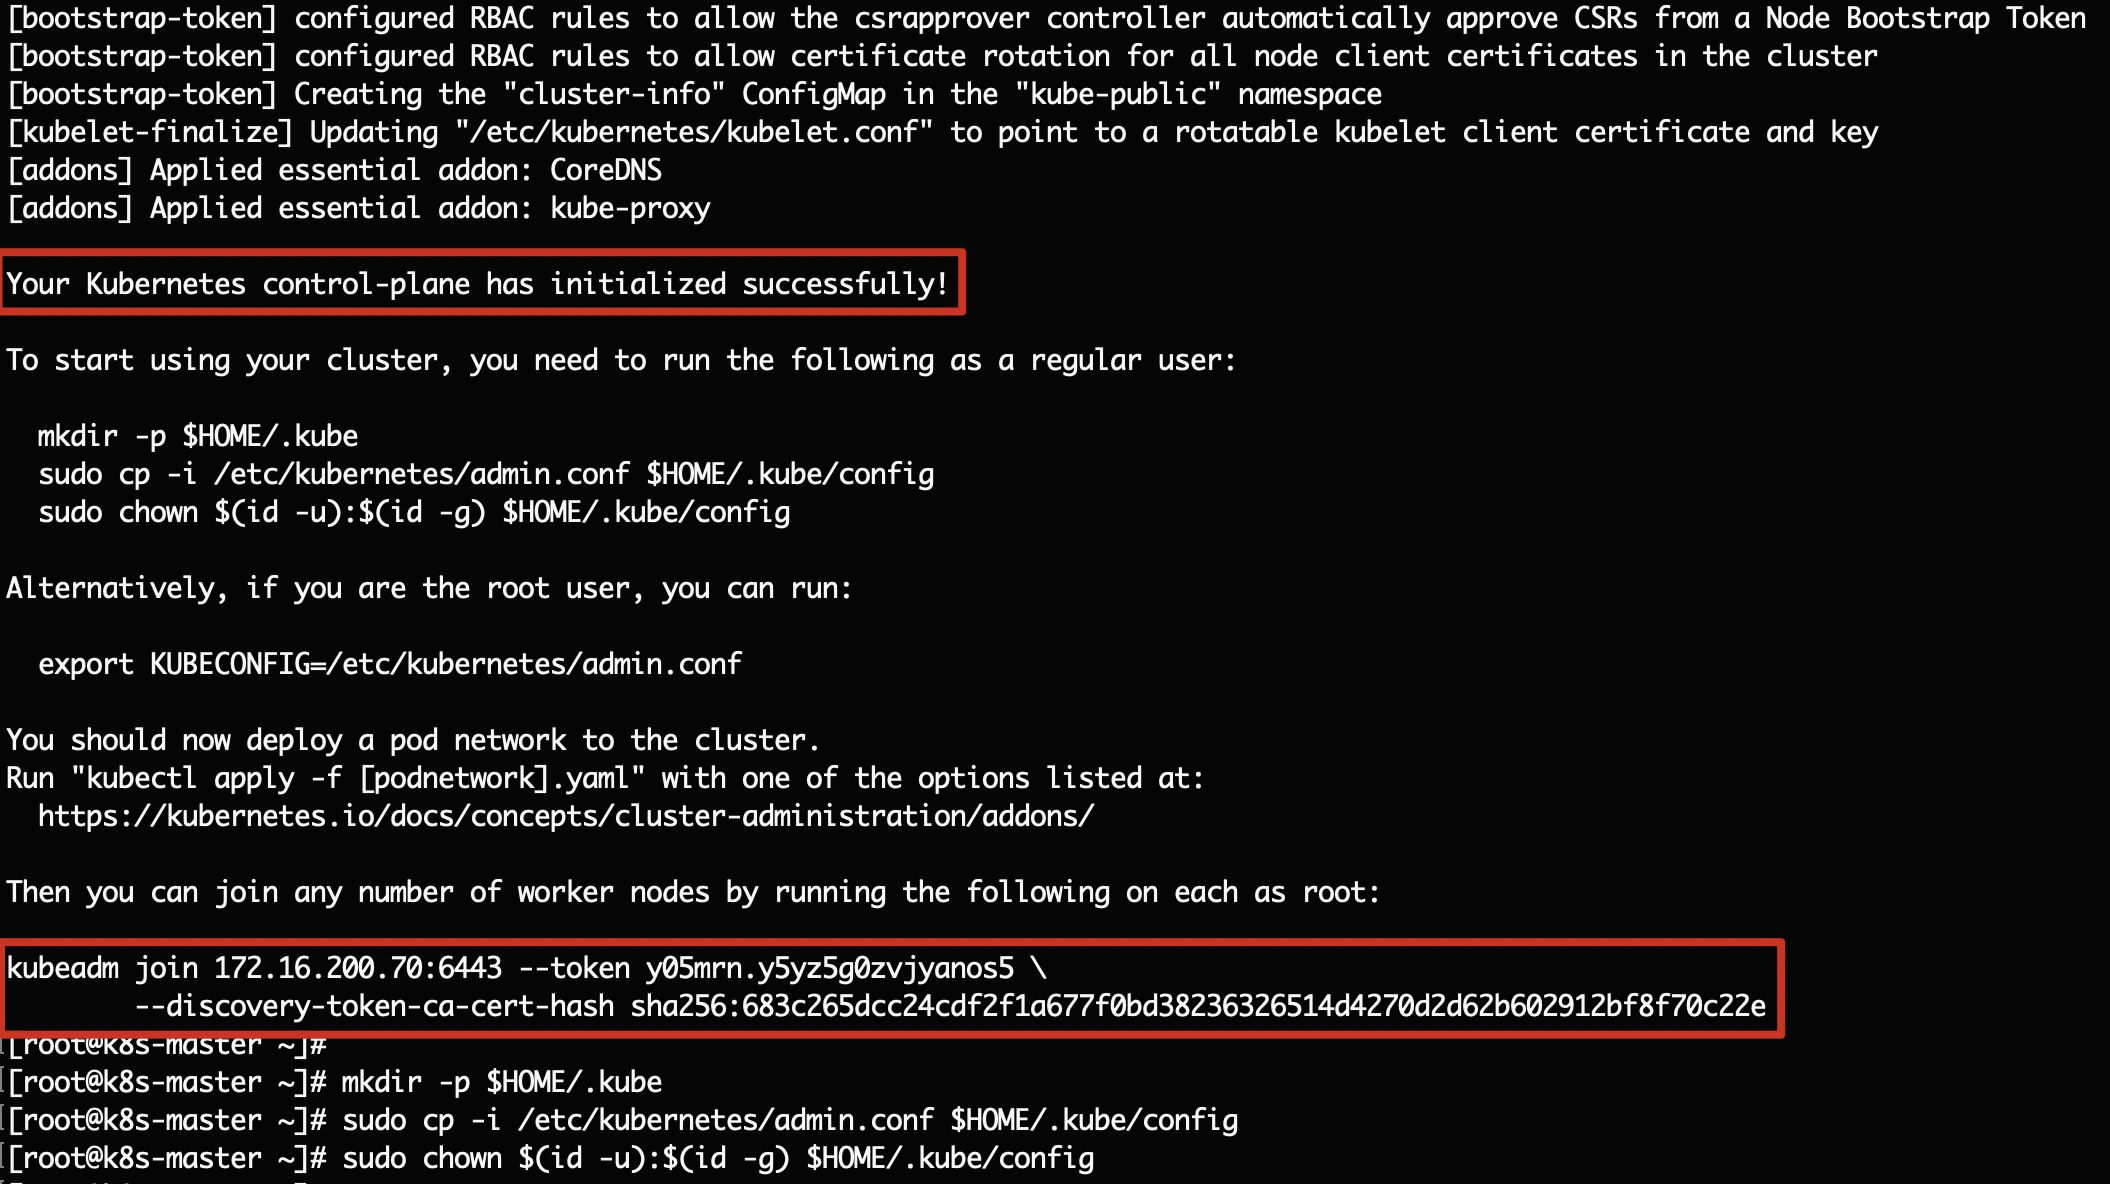 [bootstrap-token] configured RBAC rules to allow the csrapprover controller automatically approve CSRs from a Node Bootstrap Token
[bootstrap-token] configured RBAC rules to allow certificate rotation for all node client certificates in the cluster
[bootstrap-token] Creating the "cluster-info" ConfigMap in the "kube-public" namespace
[kubelet-finalize] Updating "/etc/kubernetes/kubelet.conf" to point to a rotatable kubelet client certificate and key
[addons] Applied essential addon: CoreDNS
[addons] Applied essential addon: kube-proxy
Your Kubernetes control-plane has initialized successfully!
To start using your cluster, you need to run the following as a regular user:
mkdir -p $HOME/.kube
sudo cp -i /etc/kubernetes/admin.conf $HOME/.kube/config
sudo chown $(id -u):$(id -g) $HOME/.kube/config
Alternatively, if you are the root user, you can run:
export KUBECONFIG=/etc/kubernetes/admin.conf
You should now deploy a pod network to the cluster.
Run "kubectl apply -f [podnetwork].yaml" with one of the options listed at:
https://kubernetes.io/docs/concepts/cluster-administration/addons/
Then you can join any number of worker nodes by running the following on each as root:
kubeadm join 172.16.200.70:6443 --token y05mrn.y5yz5g0zvjyanos5 \
--discovery-token-ca-cert-hash sha256:683c265dcc24cdf2f1a677f0bd38236326514d4270d2d62b602912bf8f70c22e
[root@k8s-master ~]#
[root@k8s-master ~]# mkdir -p $HOME/.kube
[root@k8s-master ~]# sudo cp -i /etc/kubernetes/admin.conf $HOME/.kube/config
[root@k8s-master ~]# sudo chown $(id -u):$(id -g) $HOME/.kube/config